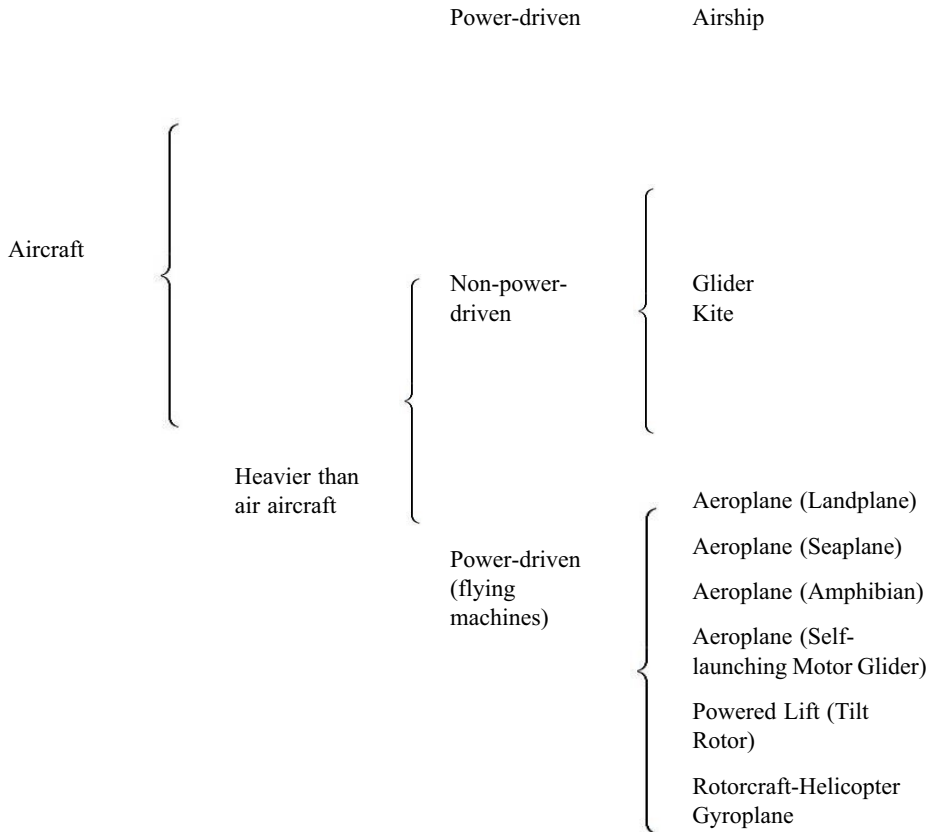 Power-driven Airship
Aircraft
Non-power-
driven
Glider
Kite
Heavier than
air aircraft
Power-driven
(flying
machines)
Aeroplane (Landplane)
Aeroplane (Seaplane)
Aeroplane (Amphibian)
Aeroplane (Self-
launching Motor Glider)
Powered Lift (Tilt
Rotor)
Rotorcraft-Helicopter
Gyroplane